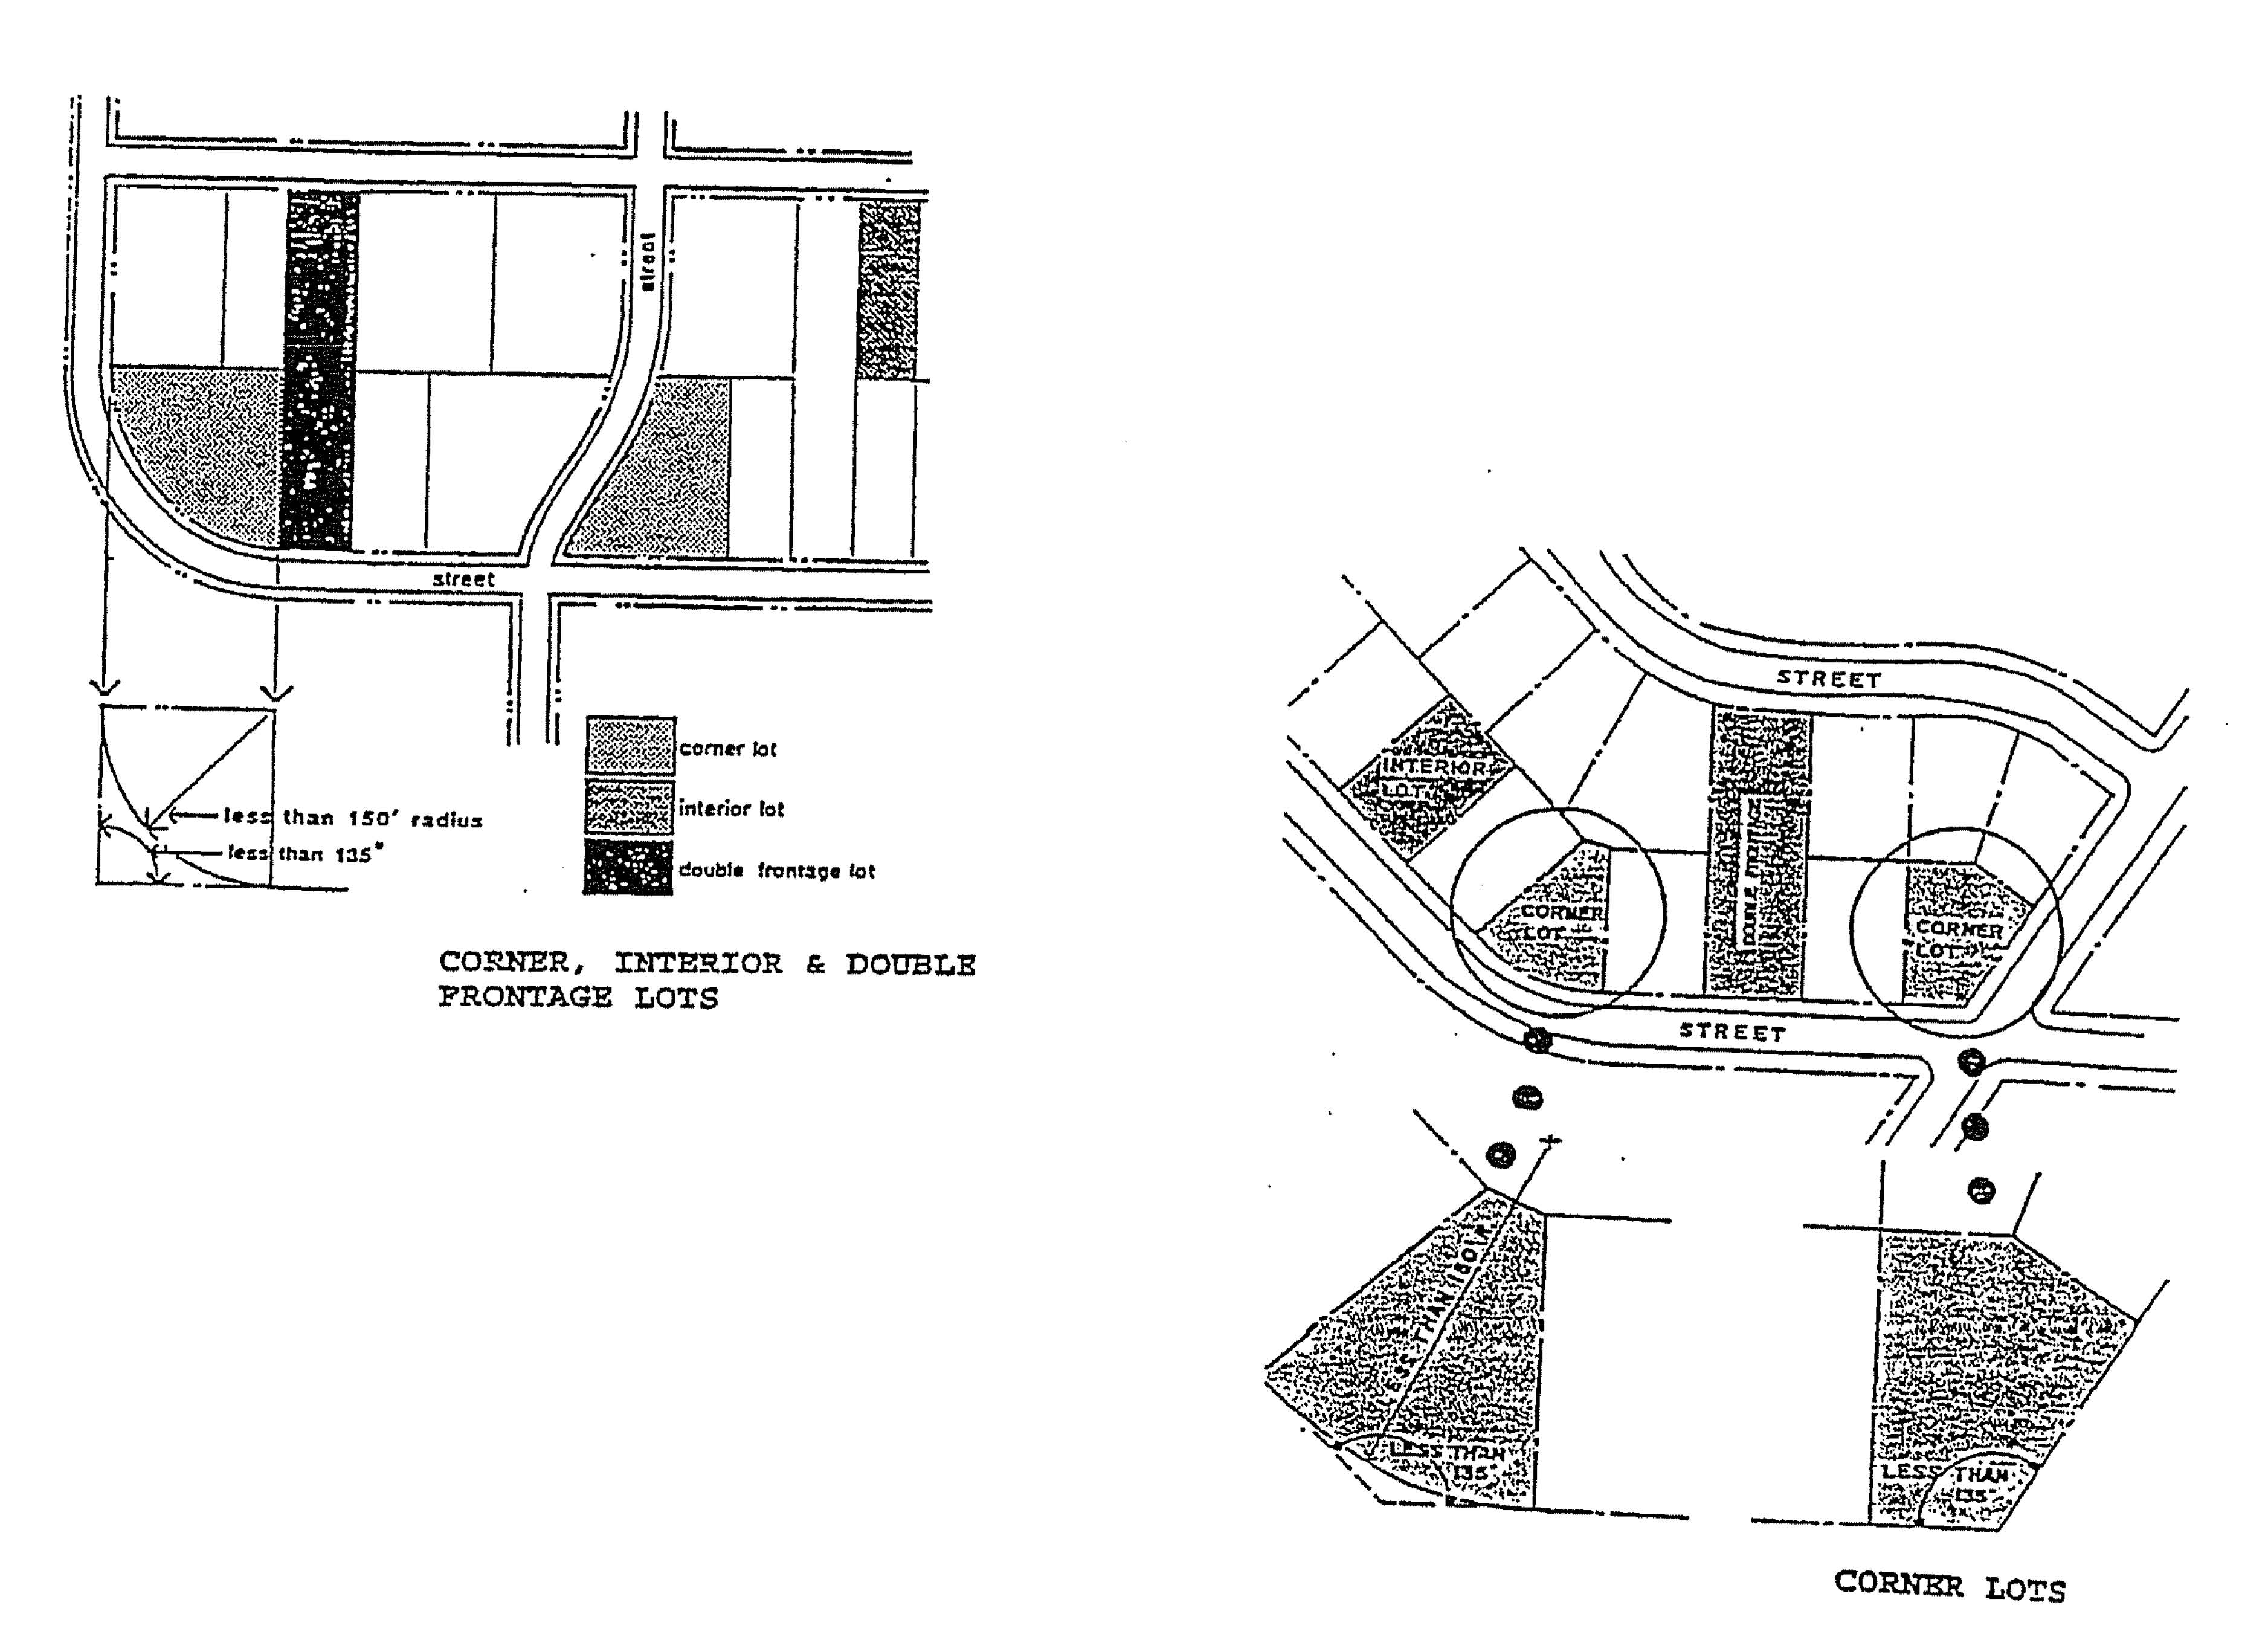 street
street
less than 150' radius
less than 135°
corner lot
interior lot
double frontage lot
CORNER, INTERIOR & DOUBLE
FRONTAGE LOTS
STREET
INTERIOR
LOT
DOUBLE
CORNER
LOT
CORNER
LOT
STREET
LESS THAN
LESS THAN
135°
LESS THAN
135°
CORNER LOTS